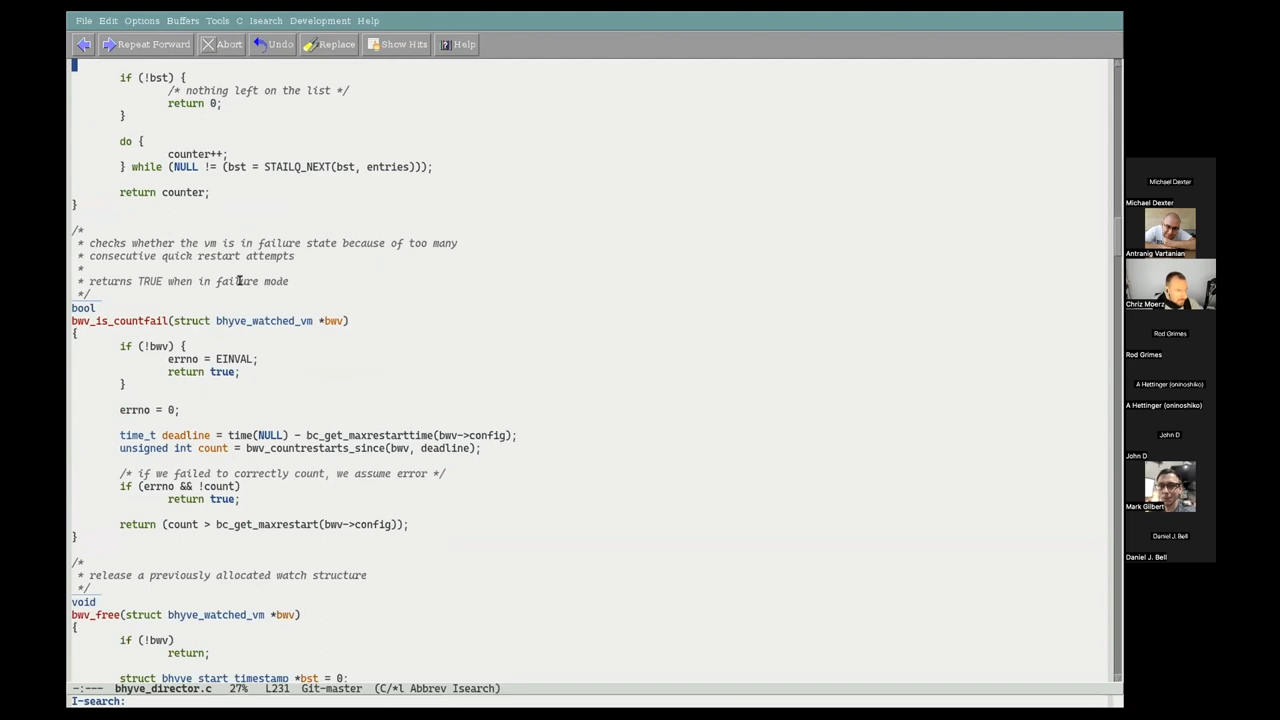 File Edit Options Buffers Tools C Isearch Development Help
Repeat Forward Abort Undo Replace Show Hits Help
if (!bst) {
/* nothing left on the list */
return 0;
}
do {
counter++;
} while (NULL != (bst = STAILQ_NEXT(bst, entries)));
return counter;
}
/*
* checks whether the vm is in failure state because of too many
* consecutive quick restart attempts
*
* returns TRUE when in failure mode
*/
bool
bwv_is_countfail(struct bhyve_watched_vm *bwv)
{
if (!bwv) {
errno = EINVAL;
return true;
}
errno = 0;
time_t deadline = time(NULL) - bc_get_maxrestarttime(bwv->config);
unsigned int count = bwv_countrestarts_since(bwv, deadline);
/* if we failed to correctly count, we assume error */
if (errno && !count)
return true;
return (count > bc_get_maxrestart(bwv->config));
}
/*
* release a previously allocated watch structure
*/
void
bwv_free(struct bhyve_watched_vm *bwv)
{
if (!bwv)
return;
struct bhyve_start_timestamp *bst = 0;
-:--- bhyve_director.c 27% L231 Git-master (C/*l Abbrev Isearch)
I-search:
Michael Dexter
Michael Dexter
Antranig Vartanian
Chriz Moerz
Rod Grimes
Rod Grimes
A Hettinger (oninoshiko)
A Hettinger (oninoshiko)
John D
John D
Mark Gilbert
Daniel J. Bell
Daniel J. Bell